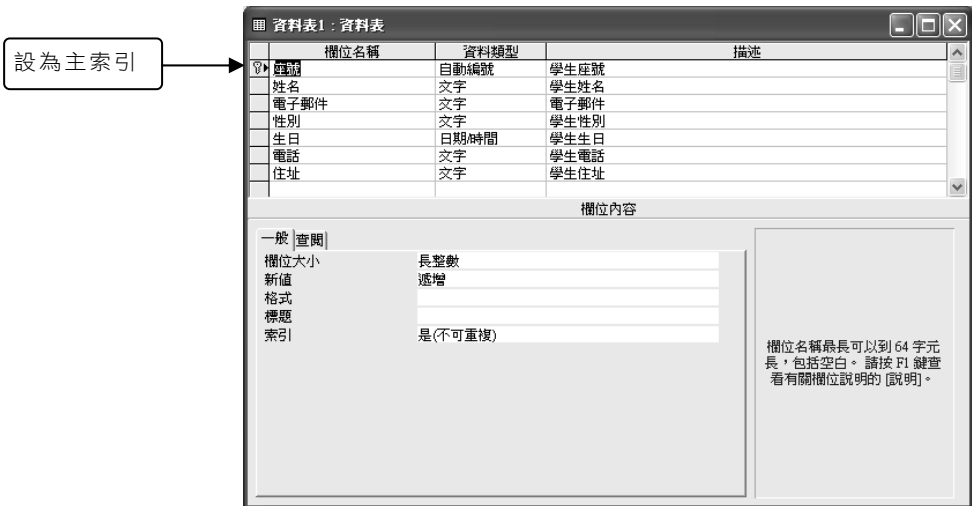 資料表1：資料表
設為主索引
欄位名稱 資料類型 描述
座號 自動編號 學生座號
姓名 文字 學生姓名
電子郵件 文字 電子郵件
性別 文字 學生性別
生日 日期/時間 學生生日
電話 文字 學生電話
住址 文字 學生住址
欄位內容
一般 查閱
欄位大小 長整數
新值 遞增
格式
標題
索引 是(不可重複)
欄位名稱最長可以到 64 字元
長，包括空白。 請按 F1 鍵查
看有關欄位說明的 [說明]。